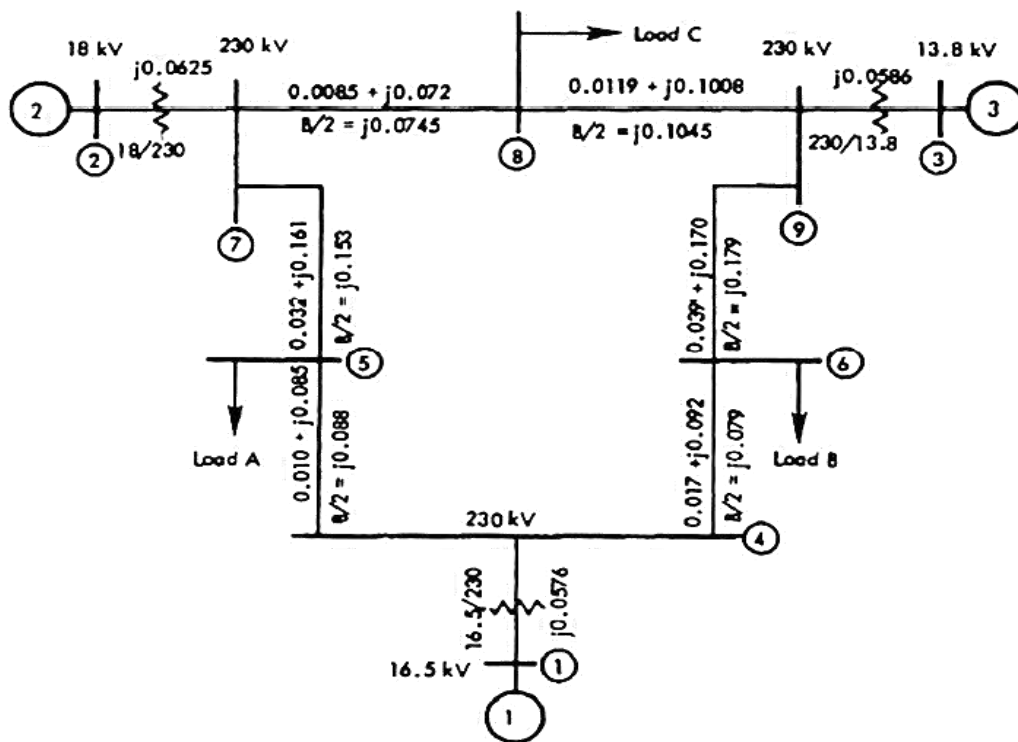 Load C
18 kV
230 kV
230 kV
13.8 kV
j0.0625
0.0085 + j0.072
0.0119 + j0.1008
j0.0586
2
B/2 = j0.0745
B/2 = j0.1045
3
18/230
230/13.8
2
8
3
7
9
0.032 +j0.161
B/2 = j0.153
0.039 +j0.170
B/2 = j0.179
5
6
Load A
0.010 + j0.085
B/2 = j0.088
0.017 +j0.092
B/2 = j0.079
Load B
230 kV
4
16.5/230
j0.0576
16.5 kV
1
1